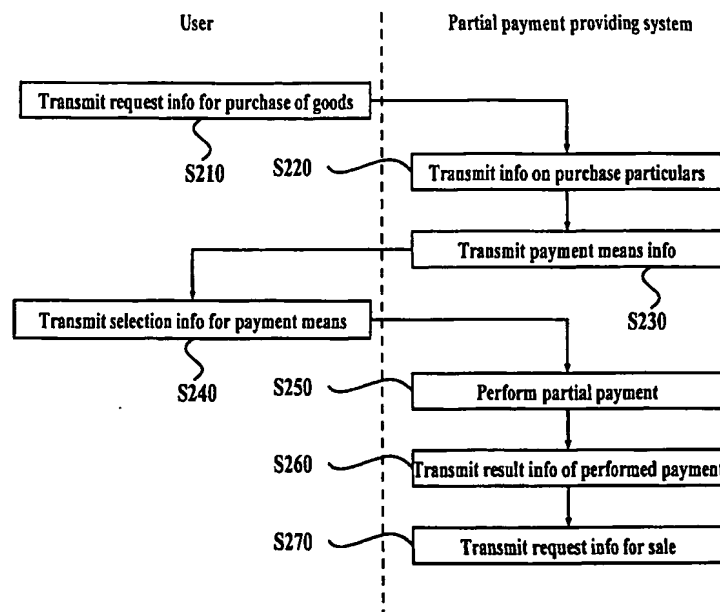 User
Partial payment providing system
Transmit request info for purchase of goods
S210
S220
Transmit info on purchase particulars
Transmit payment means info
S230
Transmit selection info for payment means
S240
S250
Perform partial payment
S260
Transmit result info of performed payment
S270
Transmit request info for sale